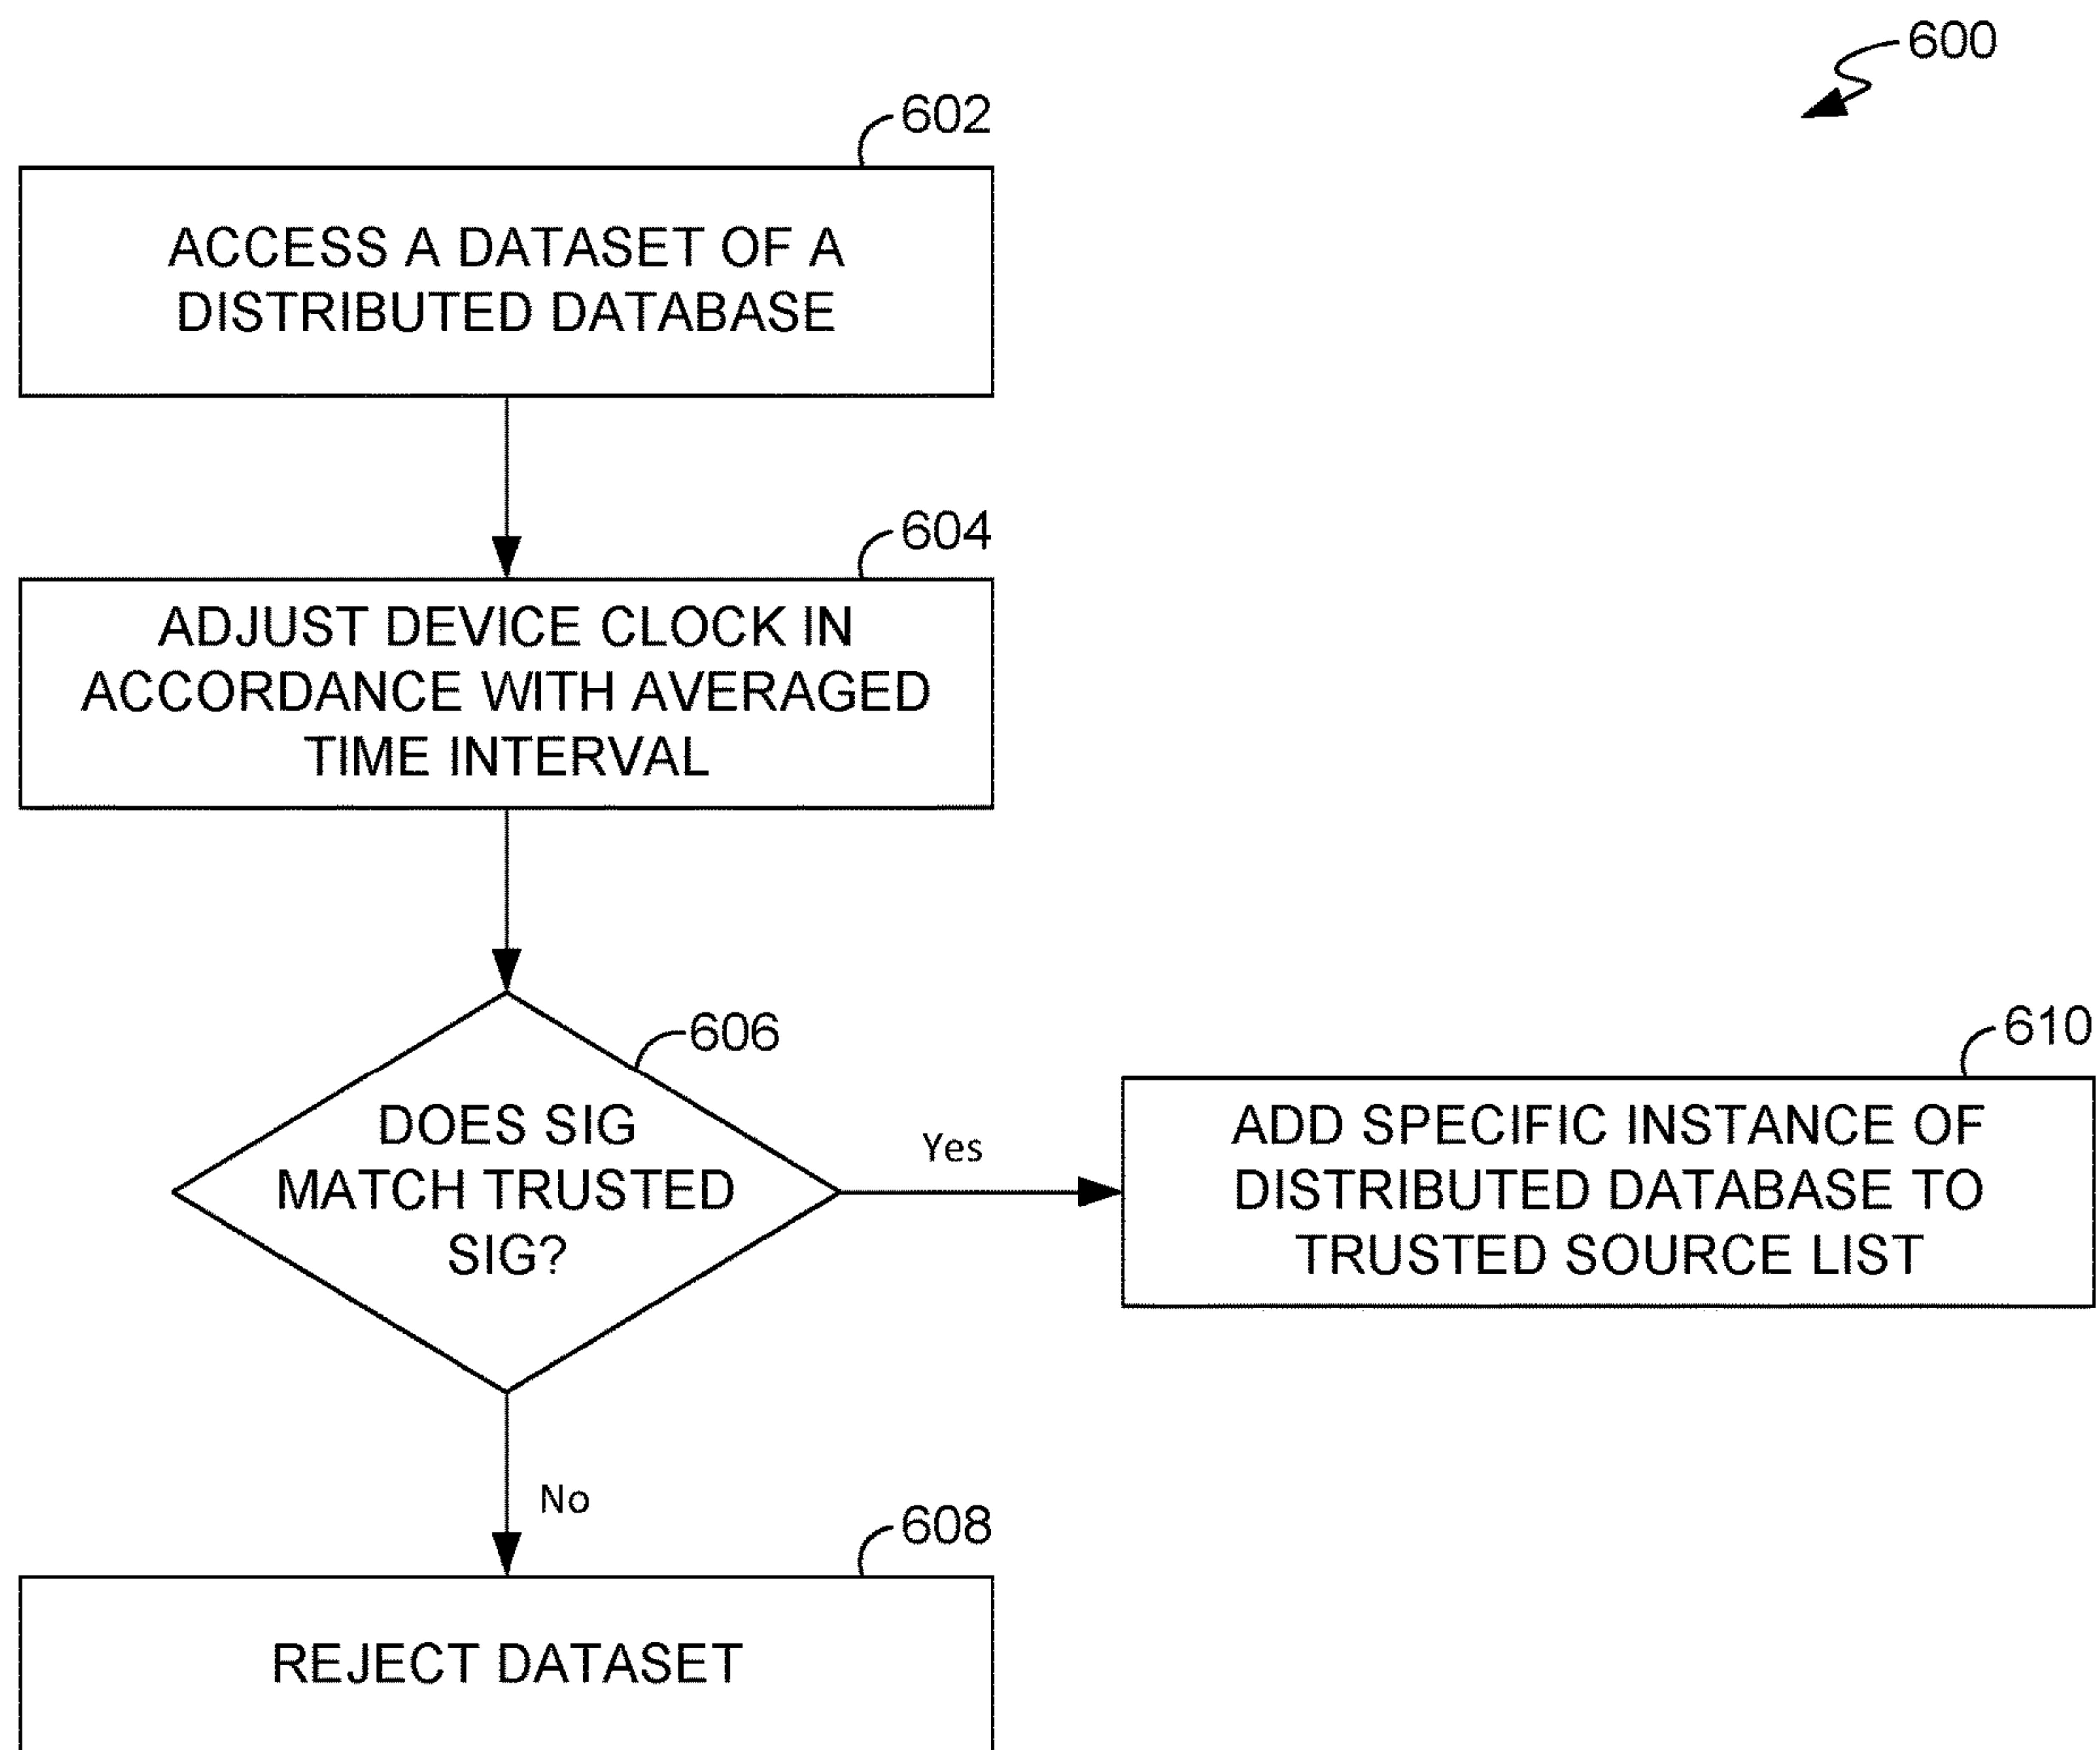 600
602
ACCESS A DATASET OF A
DISTRIBUTED DATABASE
604
ADJUST DEVICE CLOCK IN
ACCORDANCE WITH AVERAGED
TIME INTERVAL
606
DOES SIG
MATCH TRUSTED
SIG?
Yes
610
ADD SPECIFIC INSTANCE OF
DISTRIBUTED DATABASE TO
TRUSTED SOURCE LIST
No
608
REJECT DATASET